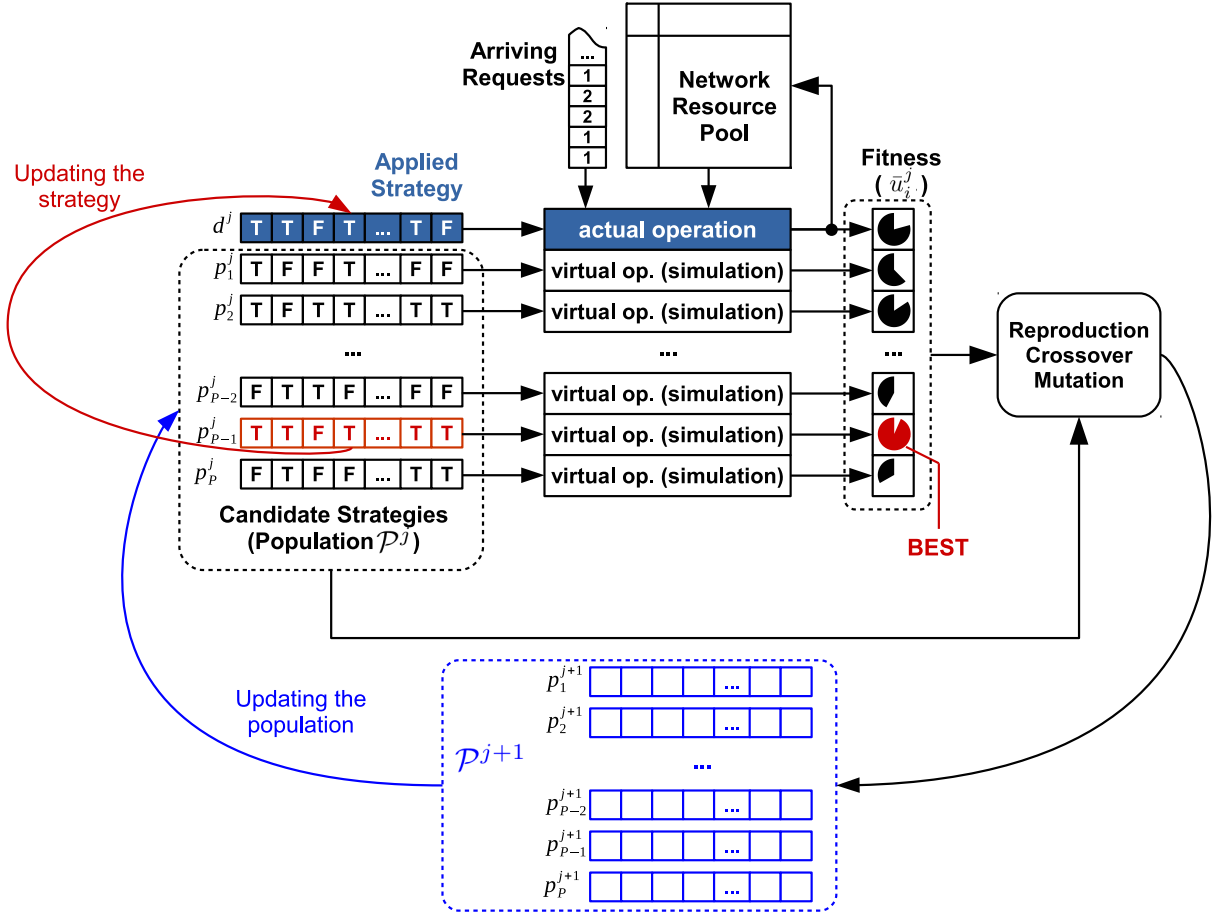 Arriving
Requests
...
1
2
2
1
1
Network
Resource
Pool
Updating the
strategy
Applied
Strategy
Fitness
( ū_i^j )
d^j T T F T ... T F
actual operation
p_1^j T F F T ... F F
virtual op. (simulation)
p_2^j T F T T ... T T
virtual op. (simulation)
... ... ...
p_{P-2}^j F T T F ... F F
virtual op. (simulation)
p_{P-1}^j T T F T ... T T
virtual op. (simulation)
p_P^j F T F F ... T T
virtual op. (simulation)
Reproduction
Crossover
Mutation
Candidate Strategies
(Population 𝒫^j)
BEST
Updating the
population
𝒫^{j+1}
p_1^{j+1} ...
p_2^{j+1} ...
...
p_{P-2}^{j+1} ...
p_{P-1}^{j+1} ...
p_P^{j+1} ...